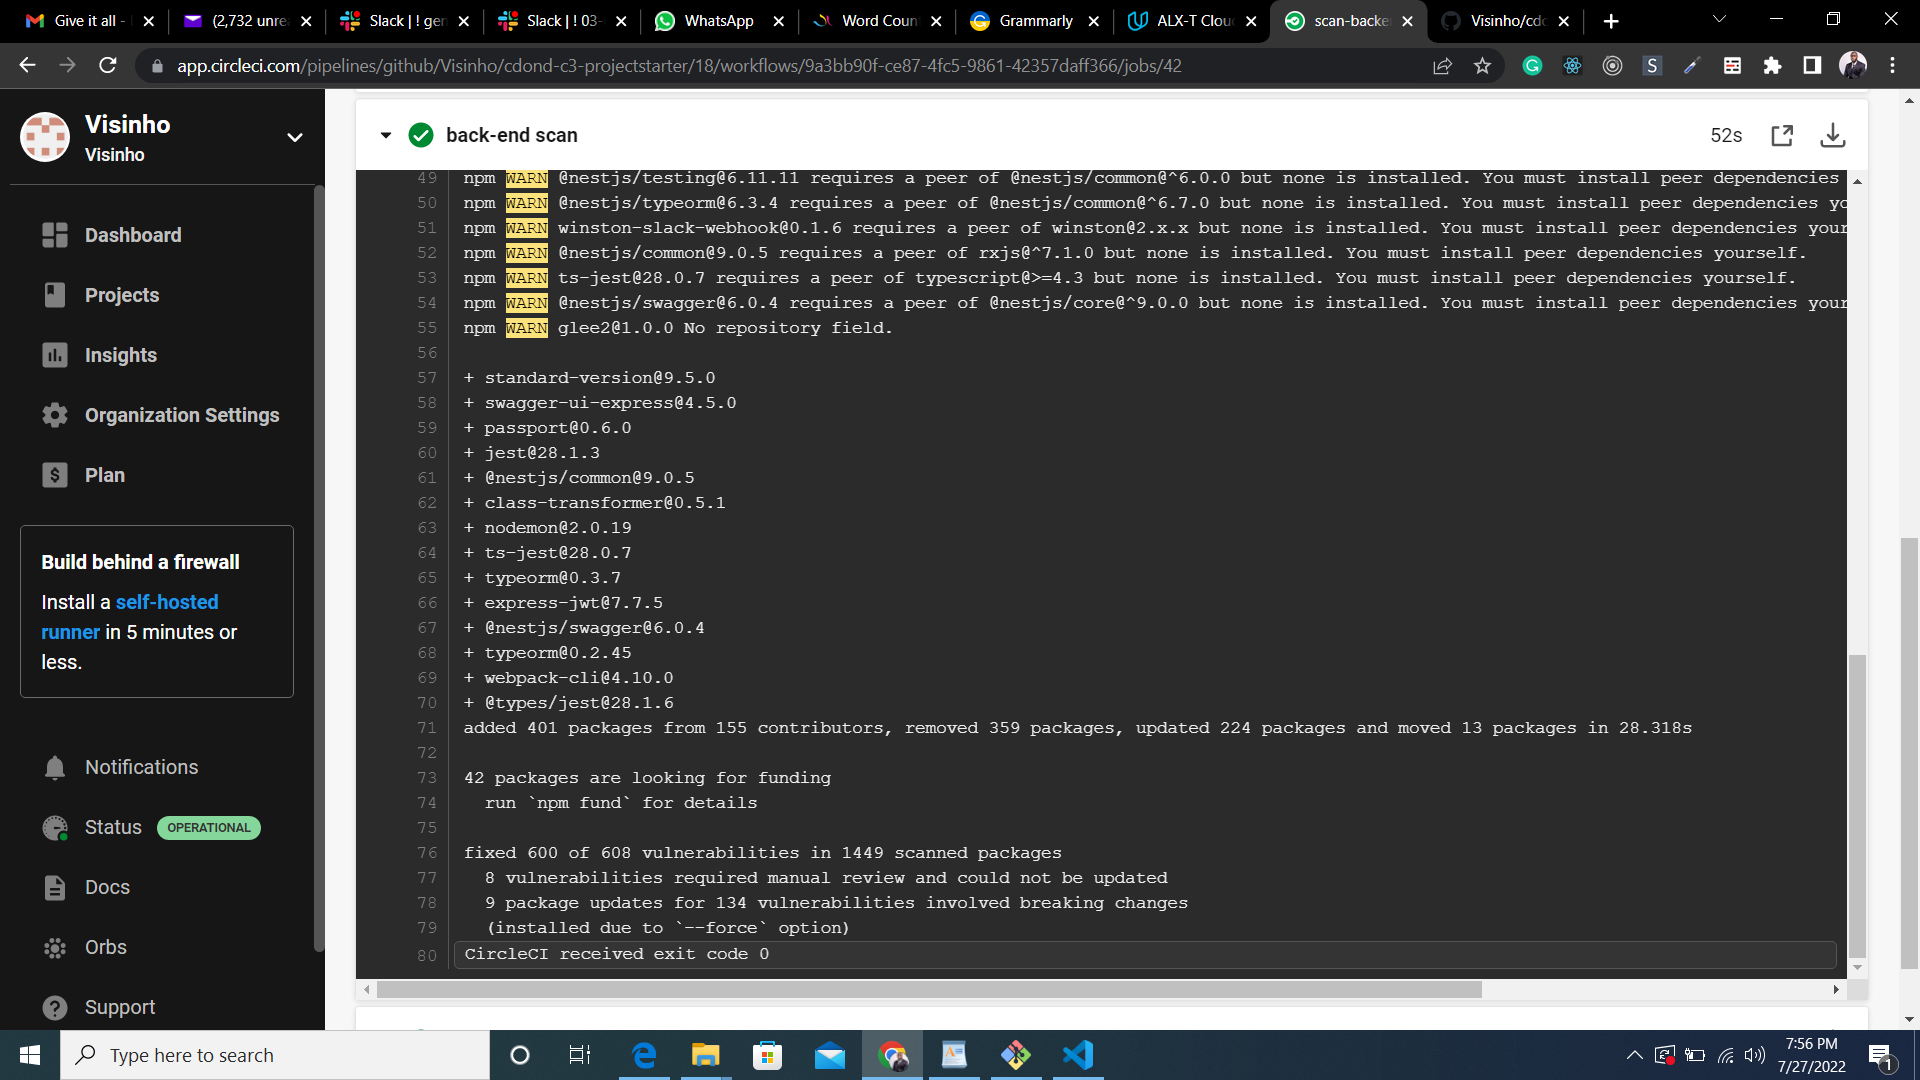 Give it all -
(2,732 unre
Slack | ! gen
Slack | ! 03-
WhatsApp
Word Coun
Grammarly
ALX-T Clou
scan-backe
Visinho/cdo
app.circleci.com/pipelines/github/Visinho/cdond-c3-projectstarter/18/workflows/9a3bb90f-ce87-4fc5-9861-42357daff366/jobs/42
Visinho
Visinho
Dashboard
Projects
Insights
Organization Settings
Plan
Build behind a firewall
Install a self-hosted
runner in 5 minutes or
less.
Notifications
Status OPERATIONAL
Docs
Orbs
Support
back-end scan 52s
49 npm WARN @nestjs/testing@6.11.11 requires a peer of @nestjs/common@^6.0.0 but none is installed. You must install peer dependencies
50 npm WARN @nestjs/typeorm@6.3.4 requires a peer of @nestjs/common@^6.7.0 but none is installed. You must install peer dependencies yo
51 npm WARN winston-slack-webhook@0.1.6 requires a peer of winston@2.x.x but none is installed. You must install peer dependencies your
52 npm WARN @nestjs/common@9.0.5 requires a peer of rxjs@^7.1.0 but none is installed. You must install peer dependencies yourself.
53 npm WARN ts-jest@28.0.7 requires a peer of typescript@>=4.3 but none is installed. You must install peer dependencies yourself.
54 npm WARN @nestjs/swagger@6.0.4 requires a peer of @nestjs/core@^9.0.0 but none is installed. You must install peer dependencies your
55 npm WARN glee2@1.0.0 No repository field.
56
57 + standard-version@9.5.0
58 + swagger-ui-express@4.5.0
59 + passport@0.6.0
60 + jest@28.1.3
61 + @nestjs/common@9.0.5
62 + class-transformer@0.5.1
63 + nodemon@2.0.19
64 + ts-jest@28.0.7
65 + typeorm@0.3.7
66 + express-jwt@7.7.5
67 + @nestjs/swagger@6.0.4
68 + typeorm@0.2.45
69 + webpack-cli@4.10.0
70 + @types/jest@28.1.6
71 added 401 packages from 155 contributors, removed 359 packages, updated 224 packages and moved 13 packages in 28.318s
72
73 42 packages are looking for funding
74 run `npm fund` for details
75
76 fixed 600 of 608 vulnerabilities in 1449 scanned packages
77 8 vulnerabilities required manual review and could not be updated
78 9 package updates for 134 vulnerabilities involved breaking changes
79 (installed due to `--force` option)
80 CircleCI received exit code 0
Type here to search
7:56 PM
7/27/2022
1